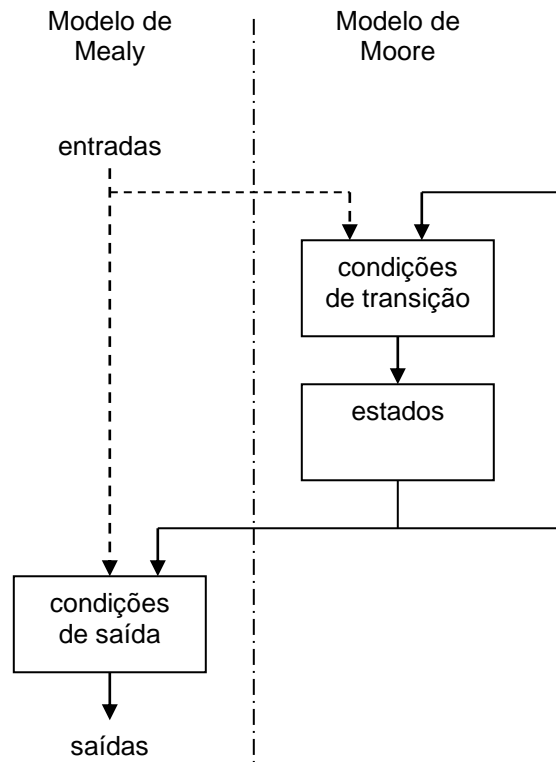 Modelo de
Mealy
Modelo de
Moore
entradas
condições
de transição
estados
condições
de saída
saídas